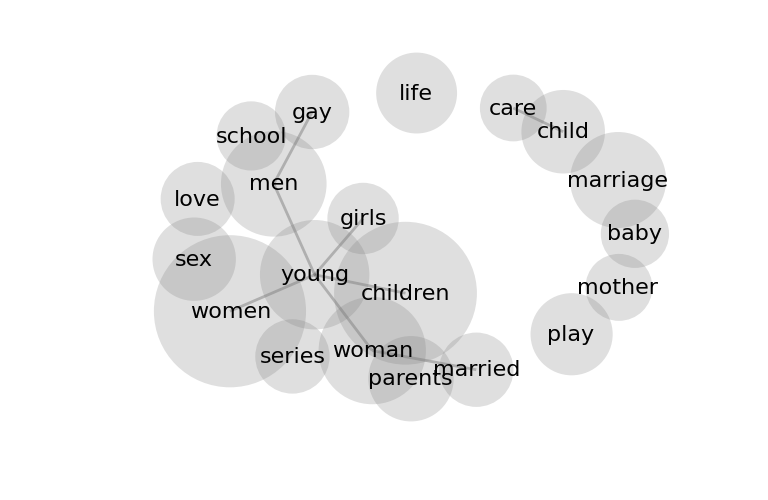 life
care
gay
child
school
marriage
men
love
girls
baby
sex
young
mother
children
women
play
woman
series
married
parents